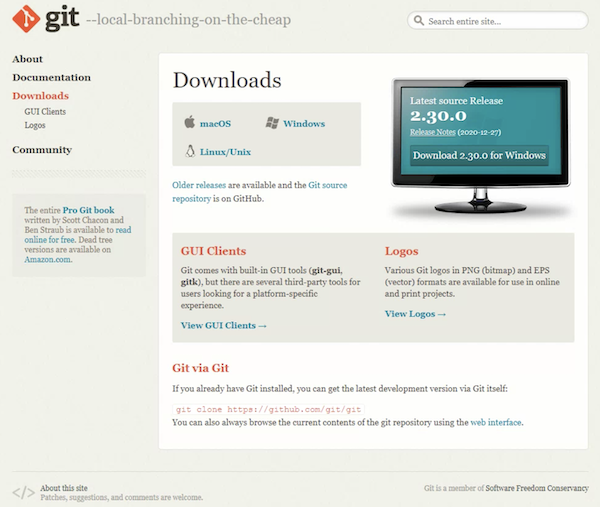 git --local-branching-on-the-cheap
Search entire site...
About
Documentation
Downloads
GUI Clients
Logos
Community
The entire Pro Git book
written by Scott Chacon and
Ben Straub is available to read
online for free. Dead tree
versions are available on
Amazon.com.
Downloads
macOS
Windows
Linux/Unix
Older releases are available and the Git source
repository is on GitHub.
Latest source Release
2.30.0
Release Notes (2020-12-27)
Download 2.30.0 for Windows
GUI Clients
Git comes with built-in GUI tools (git-gui,
gitk), but there are several third-party tools for
users looking for a platform-specific
experience.
View GUI Clients →
Logos
Various Git logos in PNG (bitmap) and EPS
(vector) formats are available for use in online
and print projects.
View Logos →
Git via Git
If you already have Git installed, you can get the latest development version via Git itself:
git clone https://github.com/git/git
You can also always browse the current contents of the git repository using the web interface.
</> About this site
Patches, suggestions, and comments are welcome.
Git is a member of Software Freedom Conservancy